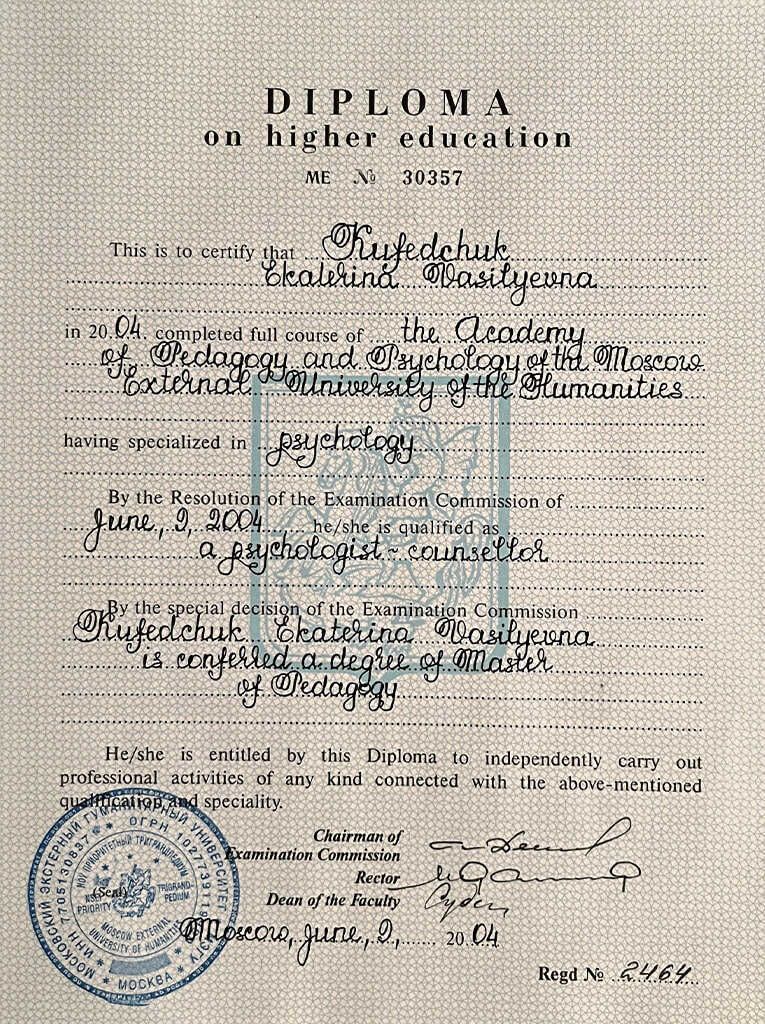 DIPLOMA
on higher education
ME № 30357
This is to certify that Kufedchuk
Ekaterina Vasilyevna
in 2004. completed full course of the Academy
of Pedagogy and Psychology of the Moscow
External University of the Humanities
having specialized in psychology
By the Resolution of the Examination Commission of
June, 9, 2004 he/she is qualified as
a psychologist - counsellor
By the special decision of the Examination Commission
Kufedchuk Ekaterina Vasilyevna
is conferred a degree of Master
of Pedagogy
He/she is entitled by this Diploma to independently carry out
professional activities of any kind connected with the above-mentioned
qualification and speciality.
Chairman of
Examination Commission
Rector
Dean of the Faculty
(Seal)
МОСКОВСКИЙ ЭКСТЕРНЫЙ ГУМАНИТАРНЫЙ УНИВЕРСИТЕТ
МОСКВА
MOSCOW EXTERNAL
UNIVERSITY OF HUMANITIES
Moscow, June, 9, 2004
Regd № 2464